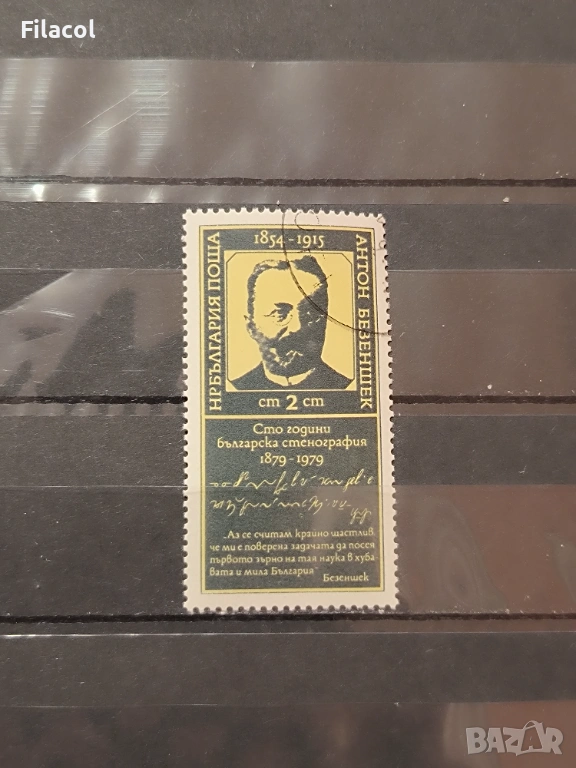 Filacol
1854-1915
НРБЪЛГАРИЯ ПОЩА
АНТОН БЕЗЕНШЕК
ст 2 ст
Сто години
българска стенография
1879-1979
„Аз се считам крайно щастлив,
че ми е поверена задачата да посея
първото зърно на тая наука в хуба-
вата и мила България"
Безеншек
BAZAR